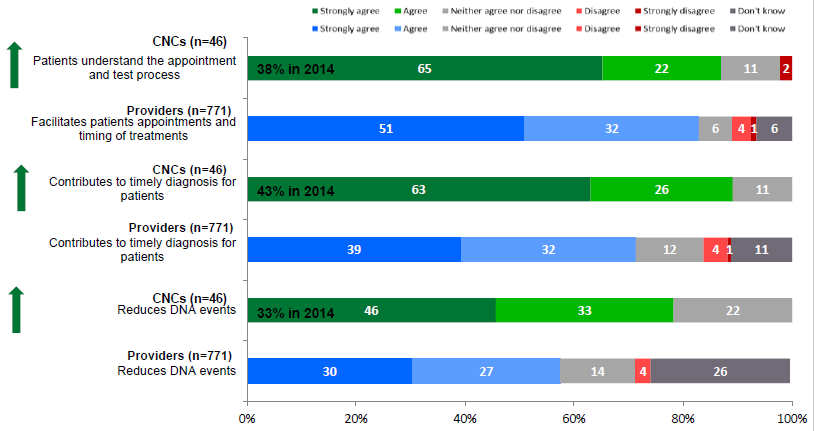 Strongly agree Agree Neither agree nor disagree Disagree Strongly disagree Don't know
Strongly agree Agree Neither agree nor disagree Disagree Strongly disagree Don't know
CNCs (n=46)
Patients understand the appointment
and test process
38% in 2014 65 22 11 2
Providers (n=771)
Facilitates patients appointments and
timing of treatments
51 32 6 4 1 6
CNCs (n=46)
Contributes to timely diagnosis for
patients
43% in 2014 63 26 11
Providers (n=771)
Contributes to timely diagnosis for
patients
39 32 12 4 1 11
CNCs (n=46)
Reduces DNA events
33% in 2014 46 33 22
Providers (n=771)
Reduces DNA events
30 27 14 4 26
0% 20% 40% 60% 80% 100%